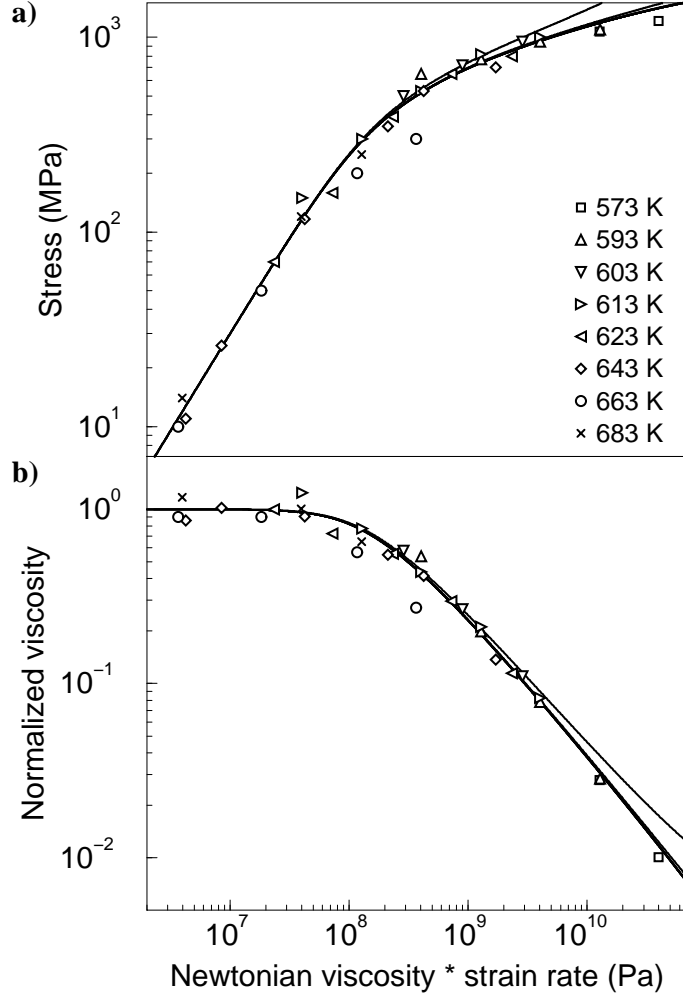 a)
10³
10²
10¹
Stress (MPa)
573 K
593 K
603 K
613 K
623 K
643 K
663 K
683 K
b)
10⁰
10⁻¹
10⁻²
Normalized viscosity
10⁷ 10⁸ 10⁹ 10¹⁰
Newtonian viscosity * strain rate (Pa)